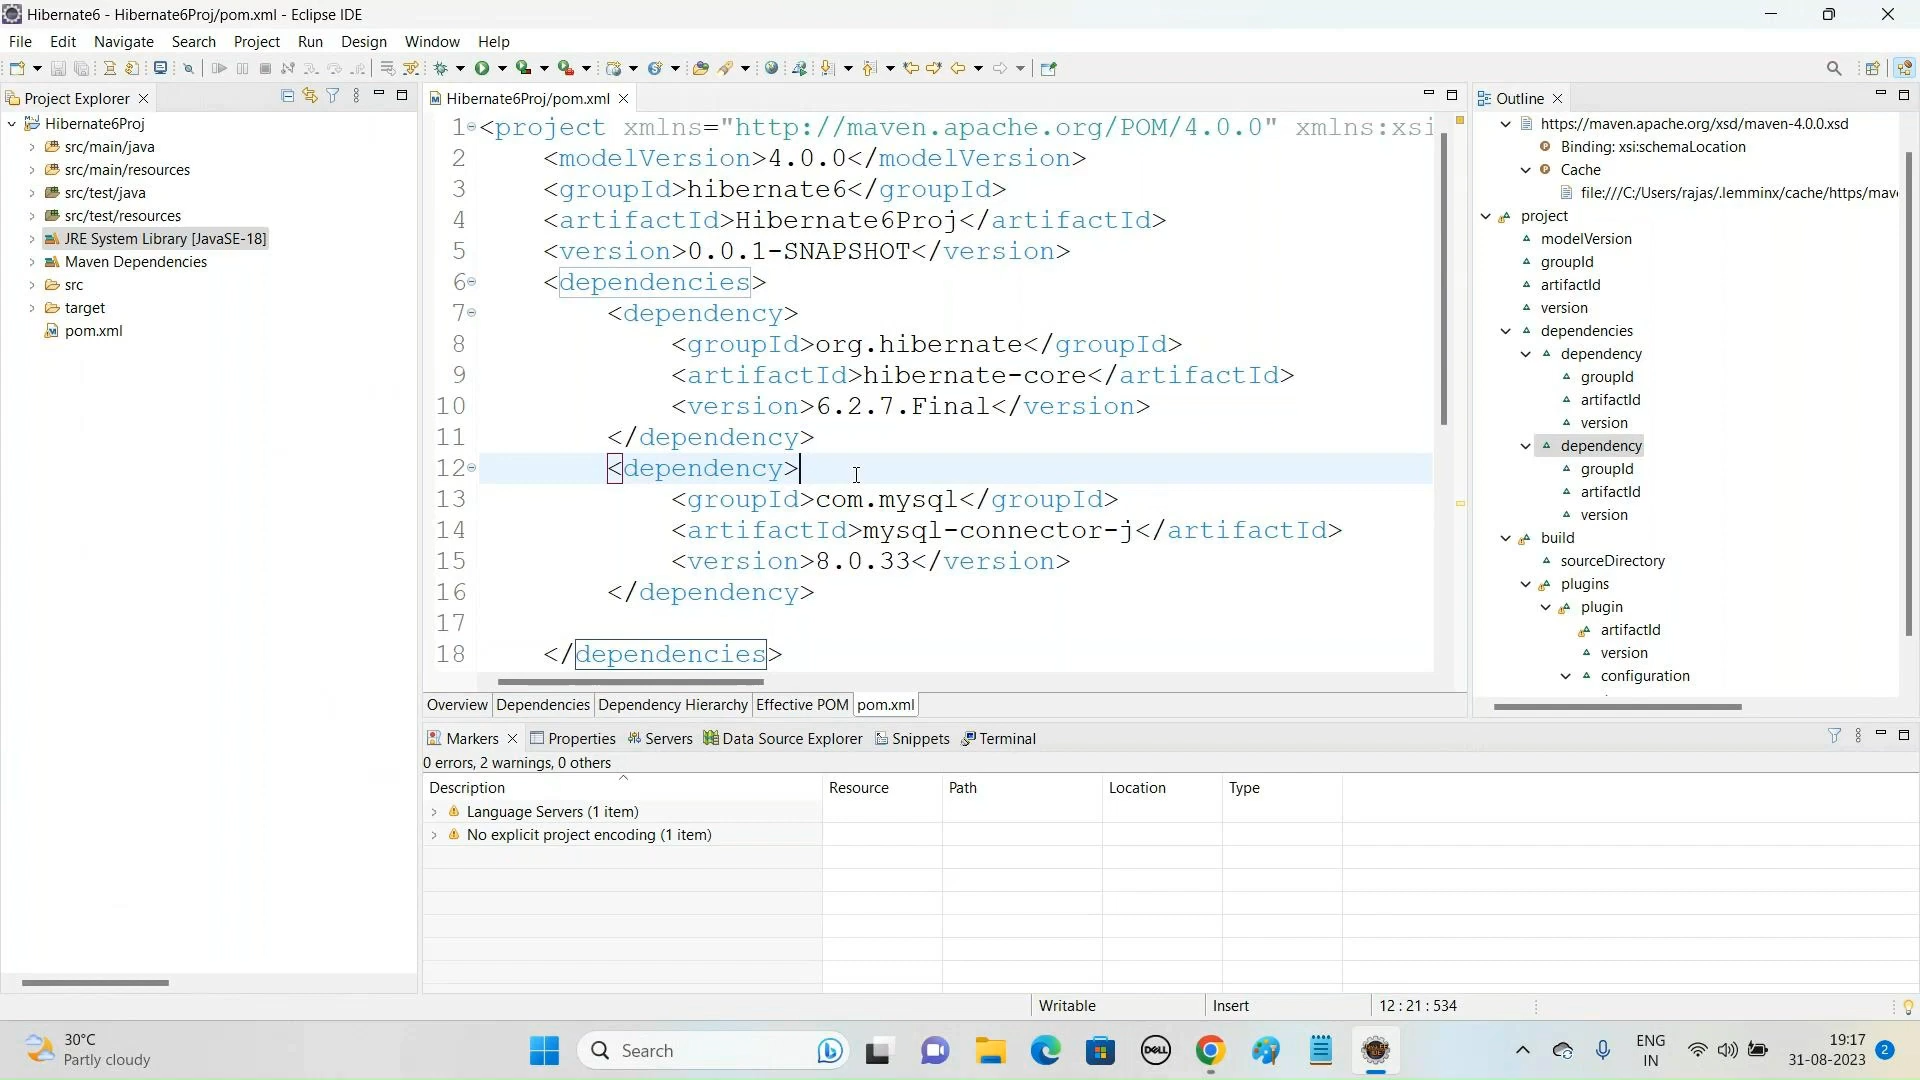 Hibernate6 - Hibernate6Proj/pom.xml - Eclipse IDE
File Edit Navigate Search Project Run Design Window Help
Project Explorer
Hibernate6Proj
src/main/java
src/main/resources
src/test/java
src/test/resources
JRE System Library [JavaSE-18]
Maven Dependencies
src
target
pom.xml
Hibernate6Proj/pom.xml
1 <project xmlns="http://maven.apache.org/POM/4.0.0" xmlns:xsi
2 <modelVersion>4.0.0</modelVersion>
3 <groupId>hibernate6</groupId>
4 <artifactId>Hibernate6Proj</artifactId>
5 <version>0.0.1-SNAPSHOT</version>
6 <dependencies>
7 <dependency>
8 <groupId>org.hibernate</groupId>
9 <artifactId>hibernate-core</artifactId>
10 <version>6.2.7.Final</version>
11 </dependency>
12 <dependency>
13 <groupId>com.mysql</groupId>
14 <artifactId>mysql-connector-j</artifactId>
15 <version>8.0.33</version>
16 </dependency>
17
18 </dependencies>
Overview Dependencies Dependency Hierarchy Effective POM pom.xml
Outline
https://maven.apache.org/xsd/maven-4.0.0.xsd
Binding: xsi:schemaLocation
Cache
file:///C:/Users/rajas/.lemminx/cache/https/mav
project
modelVersion
groupId
artifactId
version
dependencies
dependency
groupId
artifactId
version
dependency
groupId
artifactId
version
build
sourceDirectory
plugins
plugin
artifactId
version
configuration
Markers Properties Servers Data Source Explorer Snippets Terminal
0 errors, 2 warnings, 0 others
Description Resource Path Location Type
Language Servers (1 item)
No explicit project encoding (1 item)
Writable Insert 12 : 21 : 534
30°C
Partly cloudy
Search
DELL
ENG
IN
19:17
31-08-2023
2